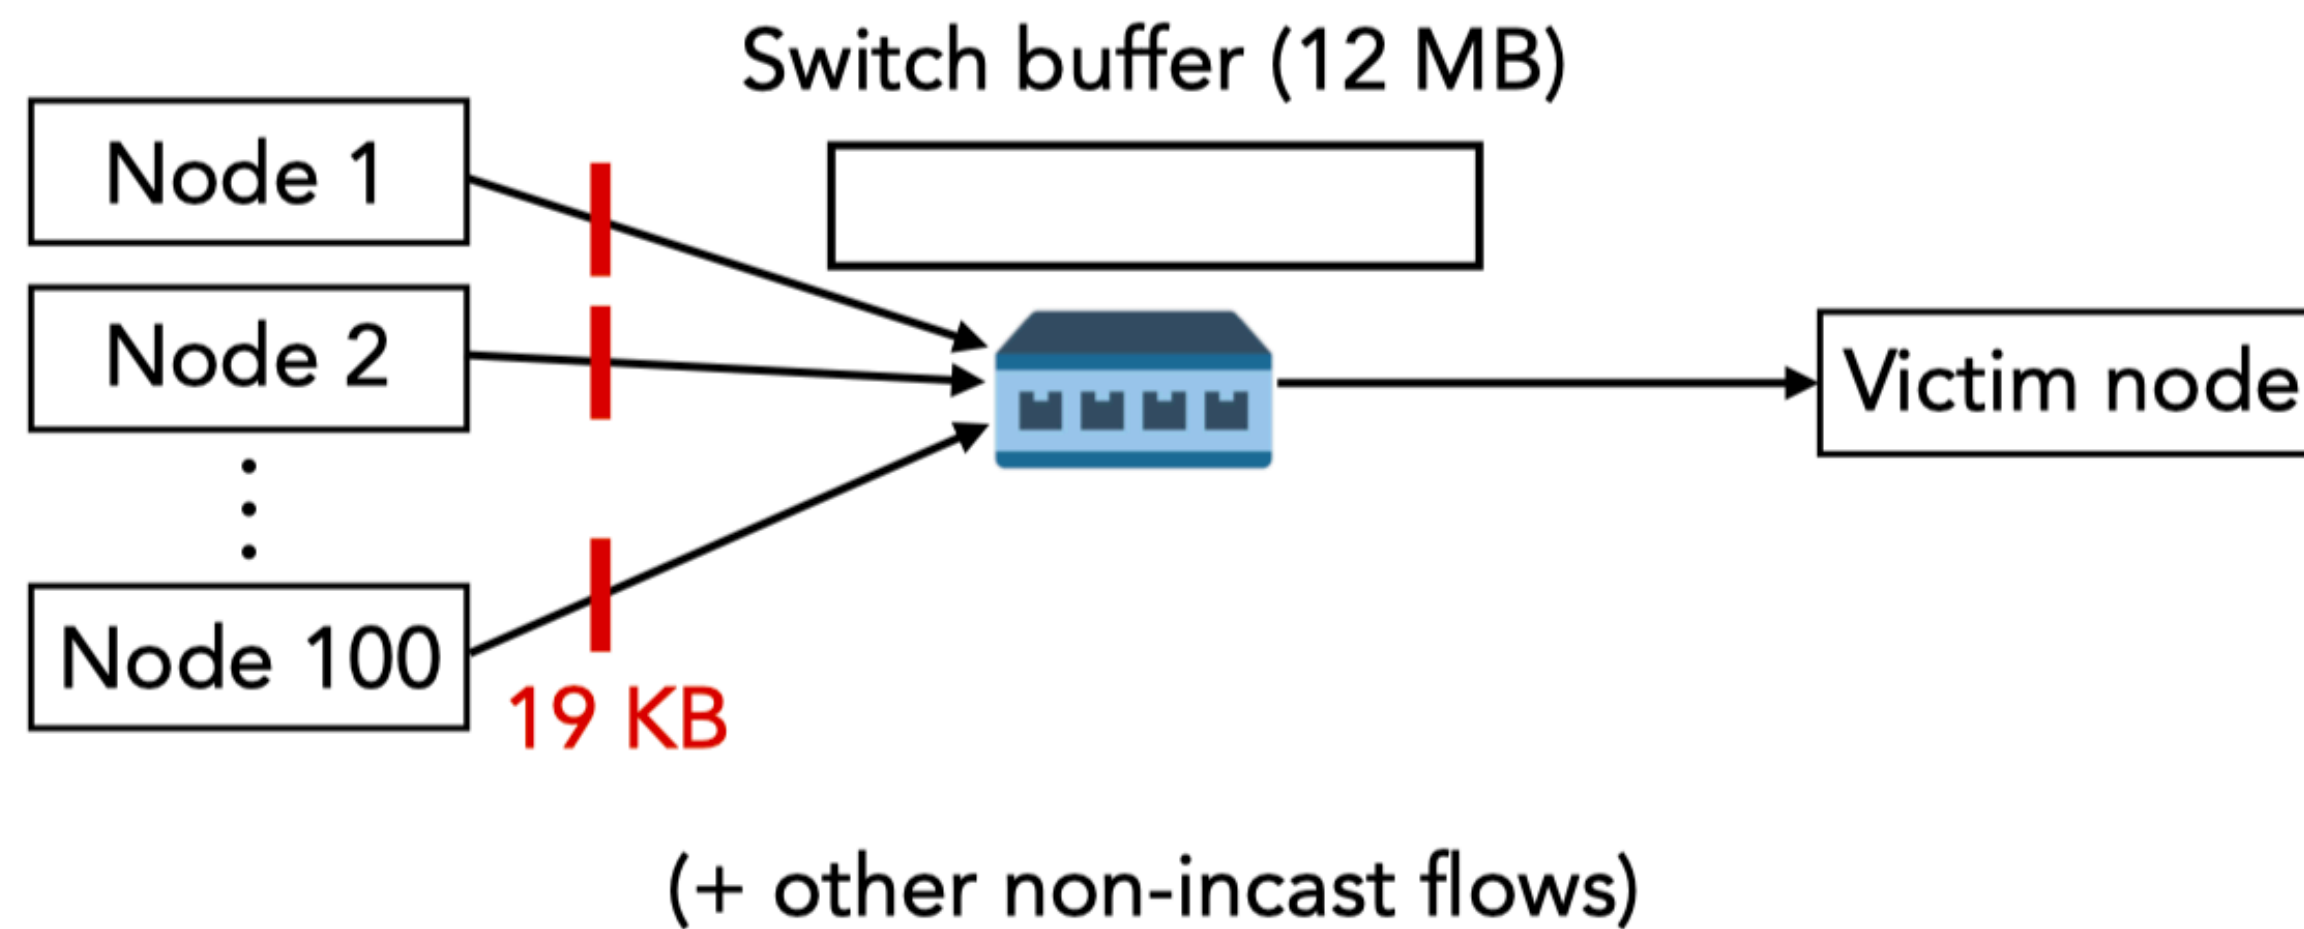 Switch buffer (12 MB)
Node 1
Node 2
Node 100
19 KB
Victim node
(+ other non-incast flows)